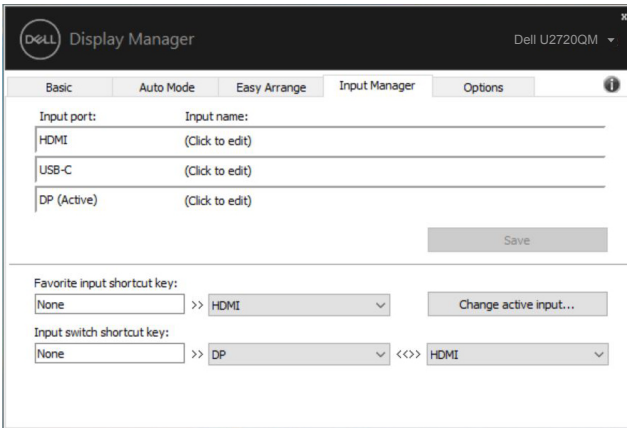 x
DELL Display Manager Dell U2720QM
Basic Auto Mode Easy Arrange Input Manager Options i
Input port: Input name:
HDMI (Click to edit)
USB-C (Click to edit)
DP (Active) (Click to edit)
Save
Favorite input shortcut key:
None >> HDMI Change active input...
Input switch shortcut key:
None >> DP <<>> HDMI